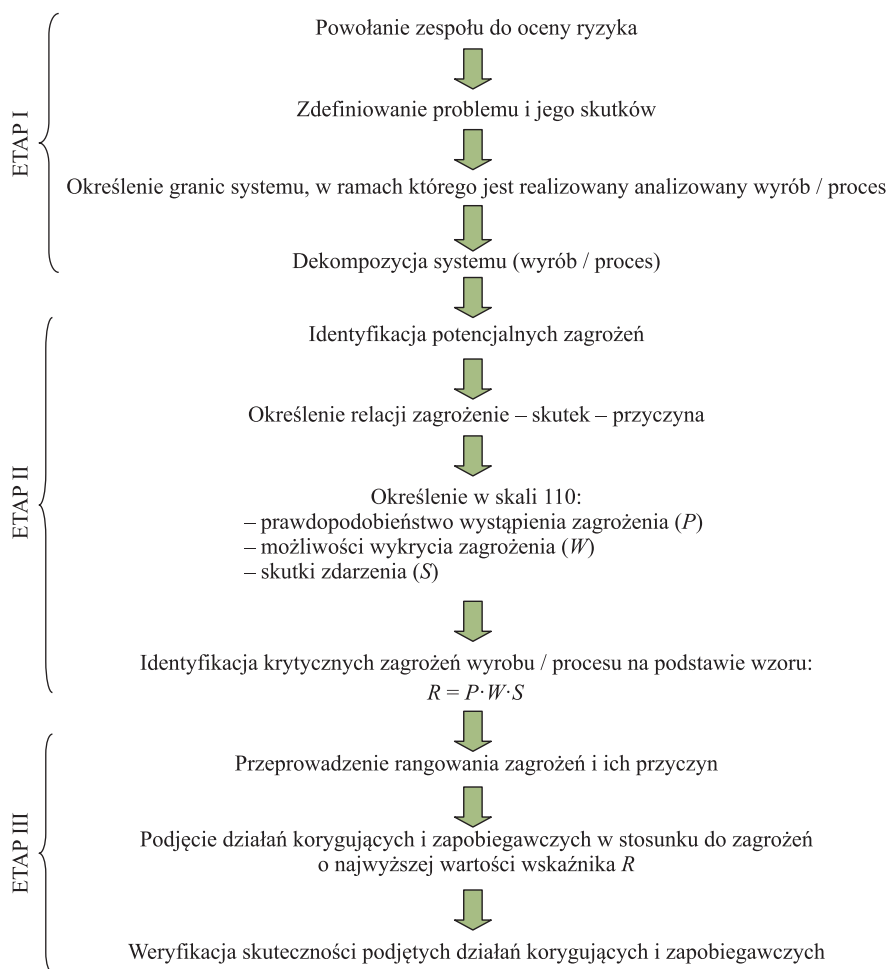 ETAP I
Powołanie zespołu do oceny ryzyka
Zdefiniowanie problemu i jego skutków
Określenie granic systemu, w ramach którego jest realizowany analizowany wyrób / proces
Dekompozycja systemu (wyrób / proces)
ETAP II
Identyfikacja potencjalnych zagrożeń
Określenie relacji zagrożenie – skutek – przyczyna
Określenie w skali 110:
– prawdopodobieństwo wystąpienia zagrożenia (P)
– możliwości wykrycia zagrożenia (W)
– skutki zdarzenia (S)
Identyfikacja krytycznych zagrożeń wyrobu / procesu na podstawie wzoru:
R = P·W·S
ETAP III
Przeprowadzenie rangowania zagrożeń i ich przyczyn
Podjęcie działań korygujących i zapobiegawczych w stosunku do zagrożeń
o najwyższej wartości wskaźnika R
Weryfikacja skuteczności podjętych działań korygujących i zapobiegawczych